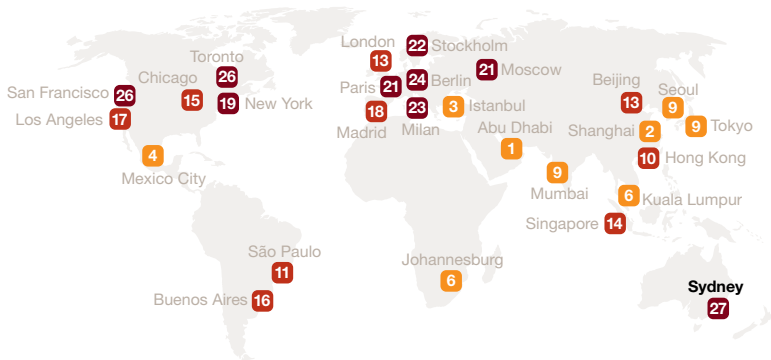 London
13
22 Stockholm
Toronto
26
Chicago
15
San Francisco 26
19 New York
Los Angeles 17
4
Mexico City
Paris 21
24 Berlin
21 Moscow
18
Madrid
23
Milan
3 Istanbul
Abu Dhabi
1
Beijing
13
Seoul
9
Shanghai 2
9 Tokyo
10 Hong Kong
9
Mumbai
6
Kuala Lumpur
Singapore 14
São Paulo
11
Buenos Aires 16
Johannesburg
6
Sydney
27